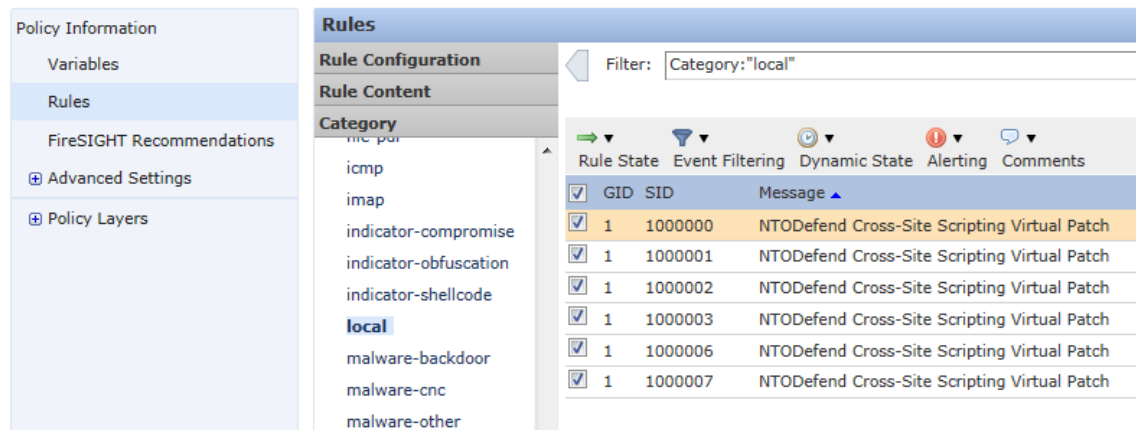 Policy Information
Variables
Rules
FireSIGHT Recommendations
Advanced Settings
Policy Layers
Rules
Rule Configuration
Rule Content
Category
icmp
imap
indicator-compromise
indicator-obfuscation
indicator-shellcode
local
malware-backdoor
malware-cnc
malware-other
Filter: Category:"local"
Rule State Event Filtering Dynamic State Alerting Comments
GID SID Message
1 1000000 NTODefend Cross-Site Scripting Virtual Patch
1 1000001 NTODefend Cross-Site Scripting Virtual Patch
1 1000002 NTODefend Cross-Site Scripting Virtual Patch
1 1000003 NTODefend Cross-Site Scripting Virtual Patch
1 1000006 NTODefend Cross-Site Scripting Virtual Patch
1 1000007 NTODefend Cross-Site Scripting Virtual Patch